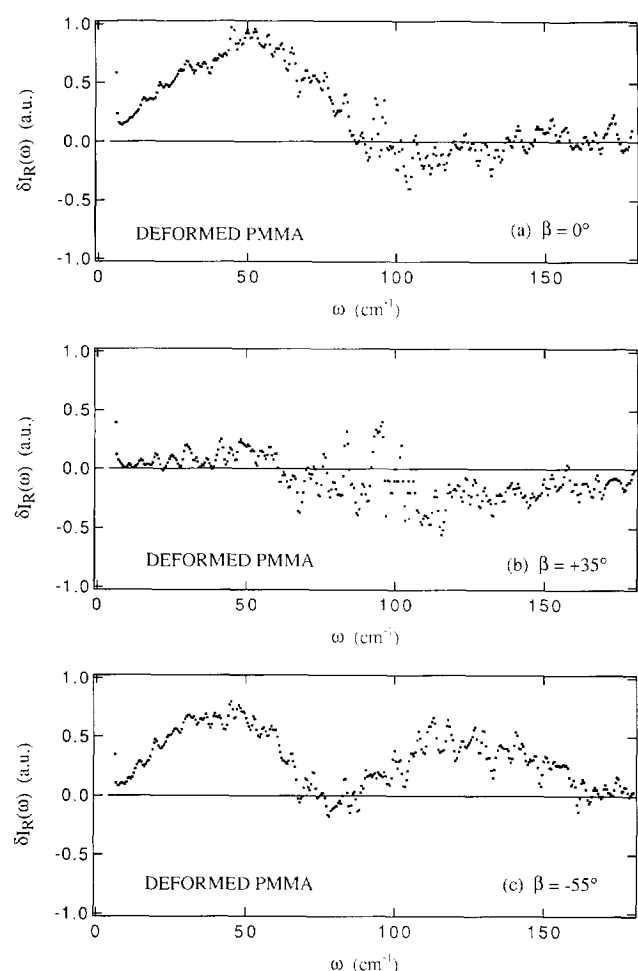 1.0
0.5
0.0
-0.5
-1.0
δI_R(ω) (a.u.)
DEFORMED PMMA
(a) β = 0°
0 50 100 150
ω (cm⁻¹)
1.0
0.5
0.0
-0.5
-1.0
δI_R(ω) (a.u.)
DEFORMED PMMA
(b) β = +35°
0 50 100 150
ω (cm⁻¹)
1.0
0.5
0.0
-0.5
-1.0
δI_R(ω) (a.u.)
DEFORMED PMMA
(c) β = -55°
0 50 100 150
ω (cm⁻¹)